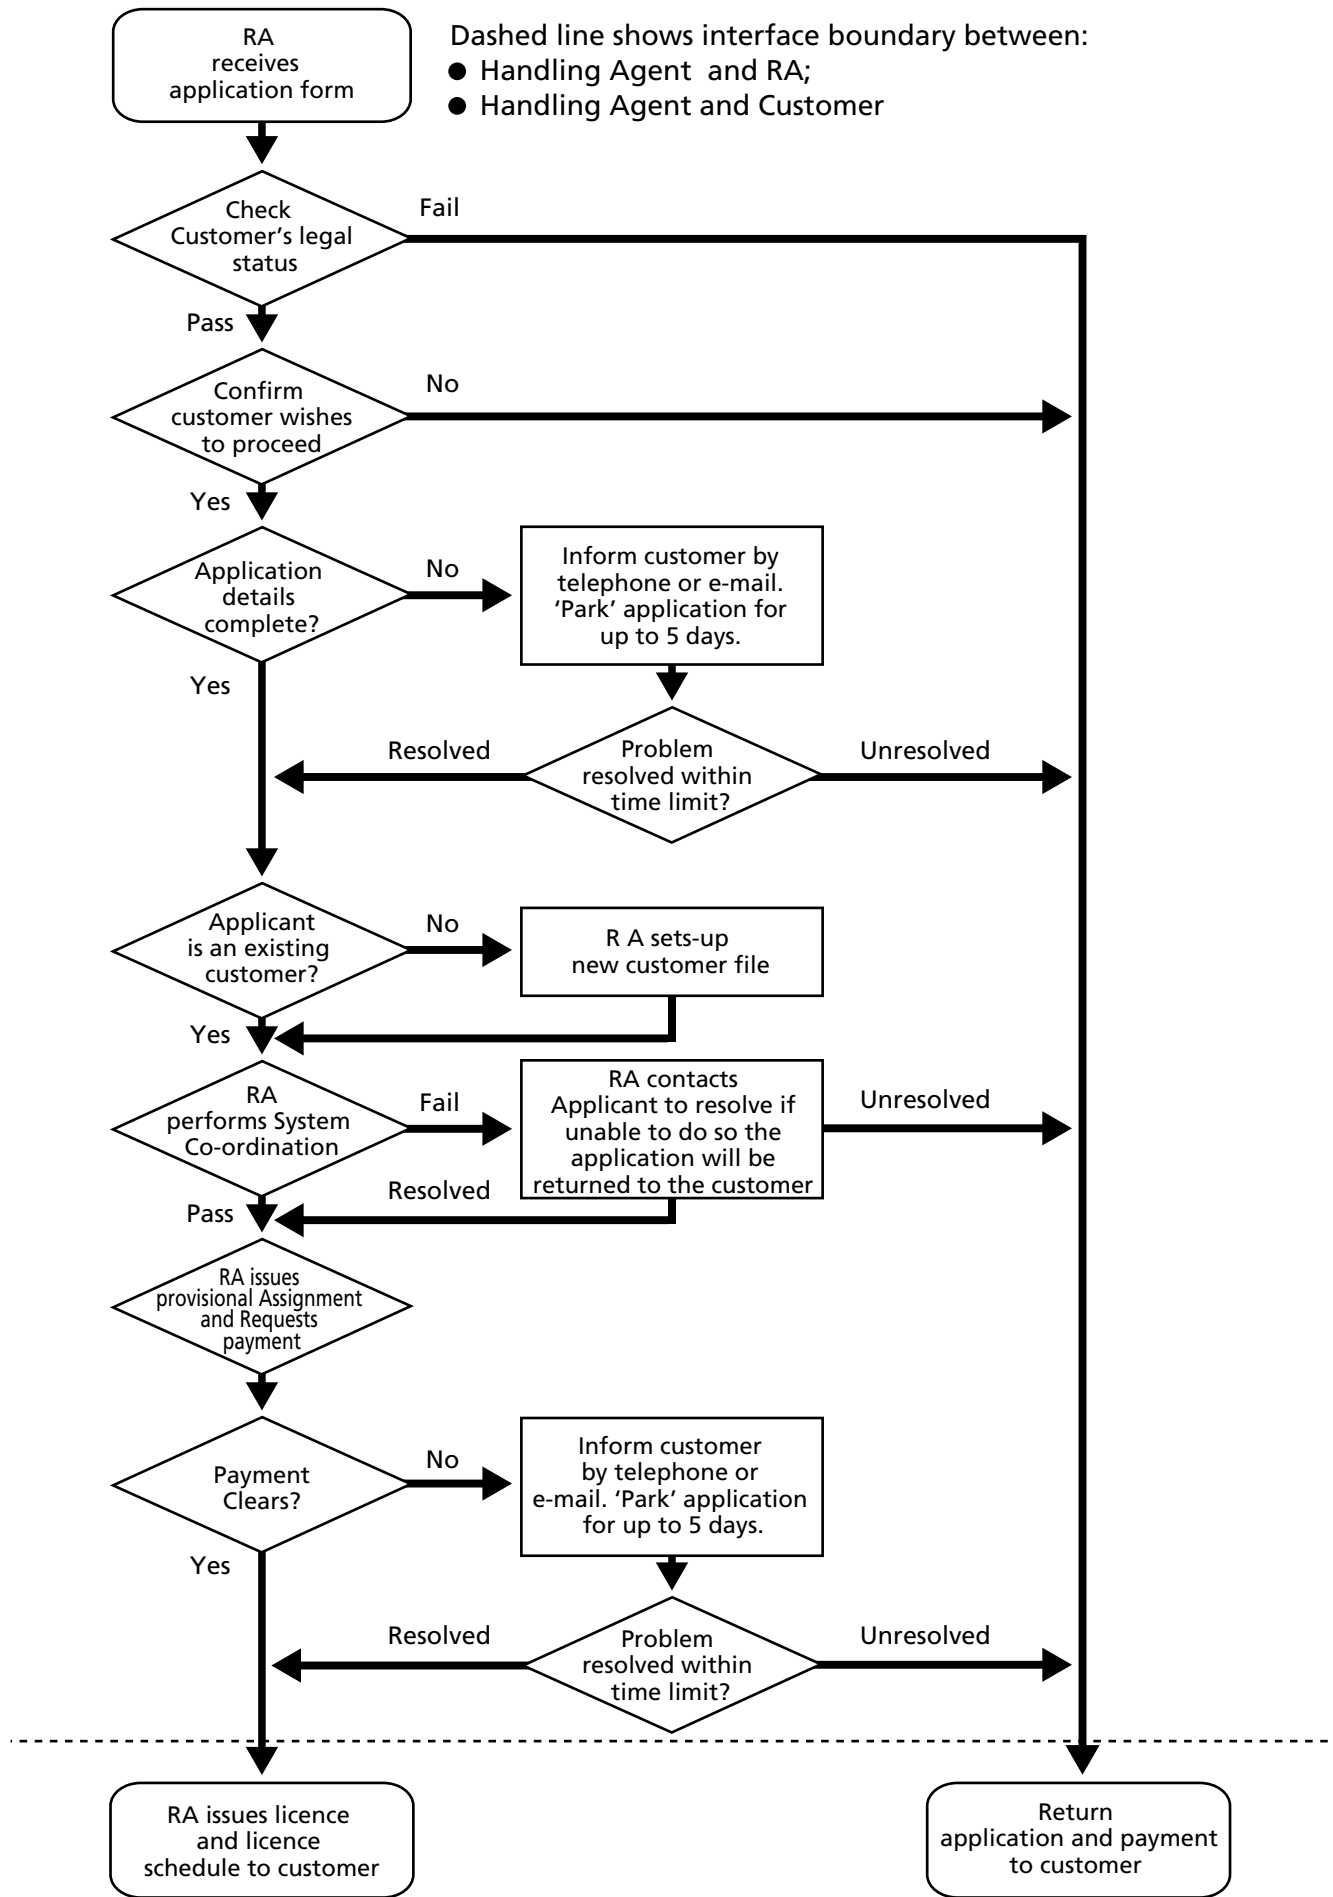 RA
receives
application form
Dashed line shows interface boundary between:
● Handling Agent and RA;
● Handling Agent and Customer
Check
Customer’s legal
status
Fail
Pass
Confirm
customer wishes
to proceed
No
Yes
Application
details
complete?
No
Inform customer by
telephone or e-mail.
‘Park’ application for
up to 5 days.
Yes
Resolved
Problem
resolved within
time limit?
Unresolved
Applicant
is an existing
customer?
No
R A sets-up
new customer file
Yes
RA
performs System
Co-ordination
Fail
RA contacts
Applicant to resolve if
unable to do so the
application will be
returned to the customer
Unresolved
Resolved
Pass
RA issues
provisional Assignment
and Requests
payment
Payment
Clears?
No
Inform customer
by telephone or
e-mail. ‘Park’ application
for up to 5 days.
Yes
Resolved
Problem
resolved within
time limit?
Unresolved
RA issues licence
and licence
schedule to customer
Return
application and payment
to customer